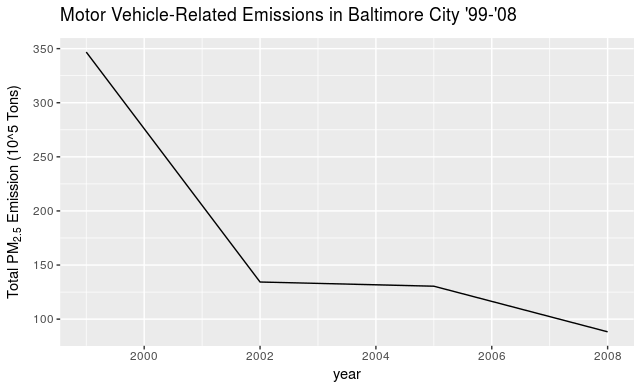 Motor Vehicle-Related Emissions in Baltimore City '99-'08
Total PM2.5 Emission (10^5 Tons)
350
300
250
200
150
100
2000 2002 2004 2006 2008
year